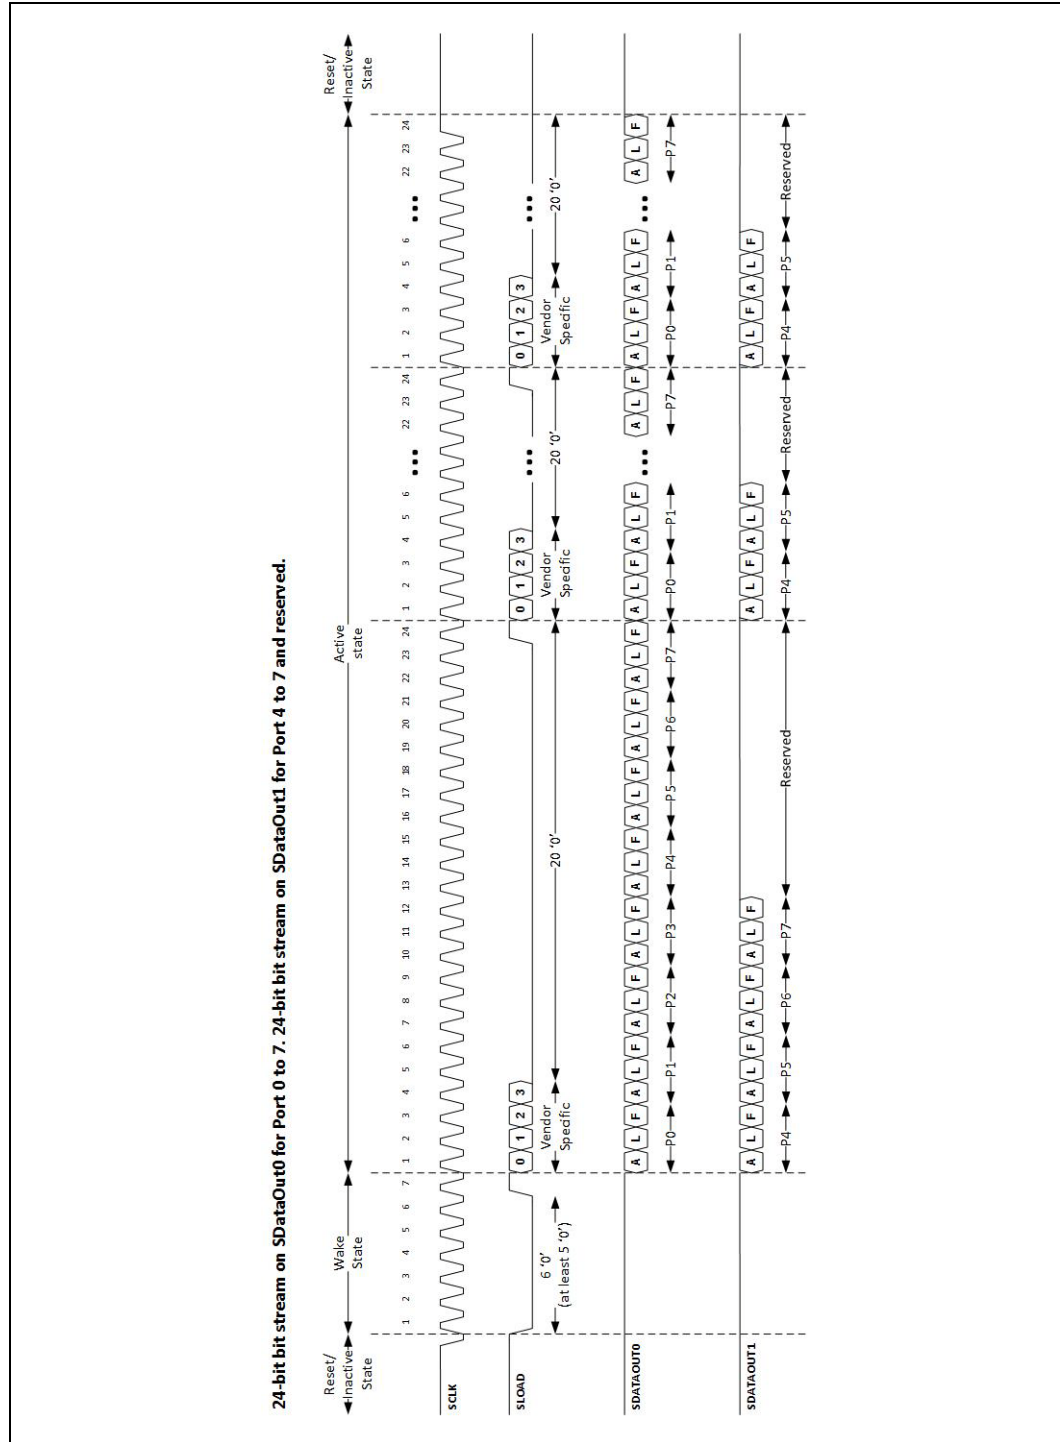 24-bit bit stream on SDataOut0 for Port 0 to 7. 24-bit bit stream on SDataOut1 for Port 4 to 7 and reserved.
Reset/
Inactive
State
Wake
State
Active
state
Reset/
Inactive
State
1 2 3 4 5 6 7 1 2 3 4 5 6 7 8 9 10 11 12 13 14 15 16 17 18 19 20 21 22 23 24 1 2 3 4 5 6 ... 22 23 24 1 2 3 4 5 6 ... 22 23 24
SCLK
SLOAD
0 1 2 3 0 1 2 3 ... 0 1 2 3 ...
6 '0'
(at least 5 '0')
Vendor
Specific
20 '0'
Vendor
Specific
20 '0'
Vendor
Specific
20 '0'
SDATAOUT0
A L F A L F A L F A L F A L F A L F A L F A L F A L F A L F ... A L F A L F A L F ... A L F
P0 P1 P2 P3 P4 P5 P6 P7 P0 P1 P7 P0 P1 P7
SDATAOUT1
A L F A L F A L F A L F A L F A L F A L F A L F
P4 P5 P6 P7 Reserved P4 P5 Reserved P4 P5 Reserved